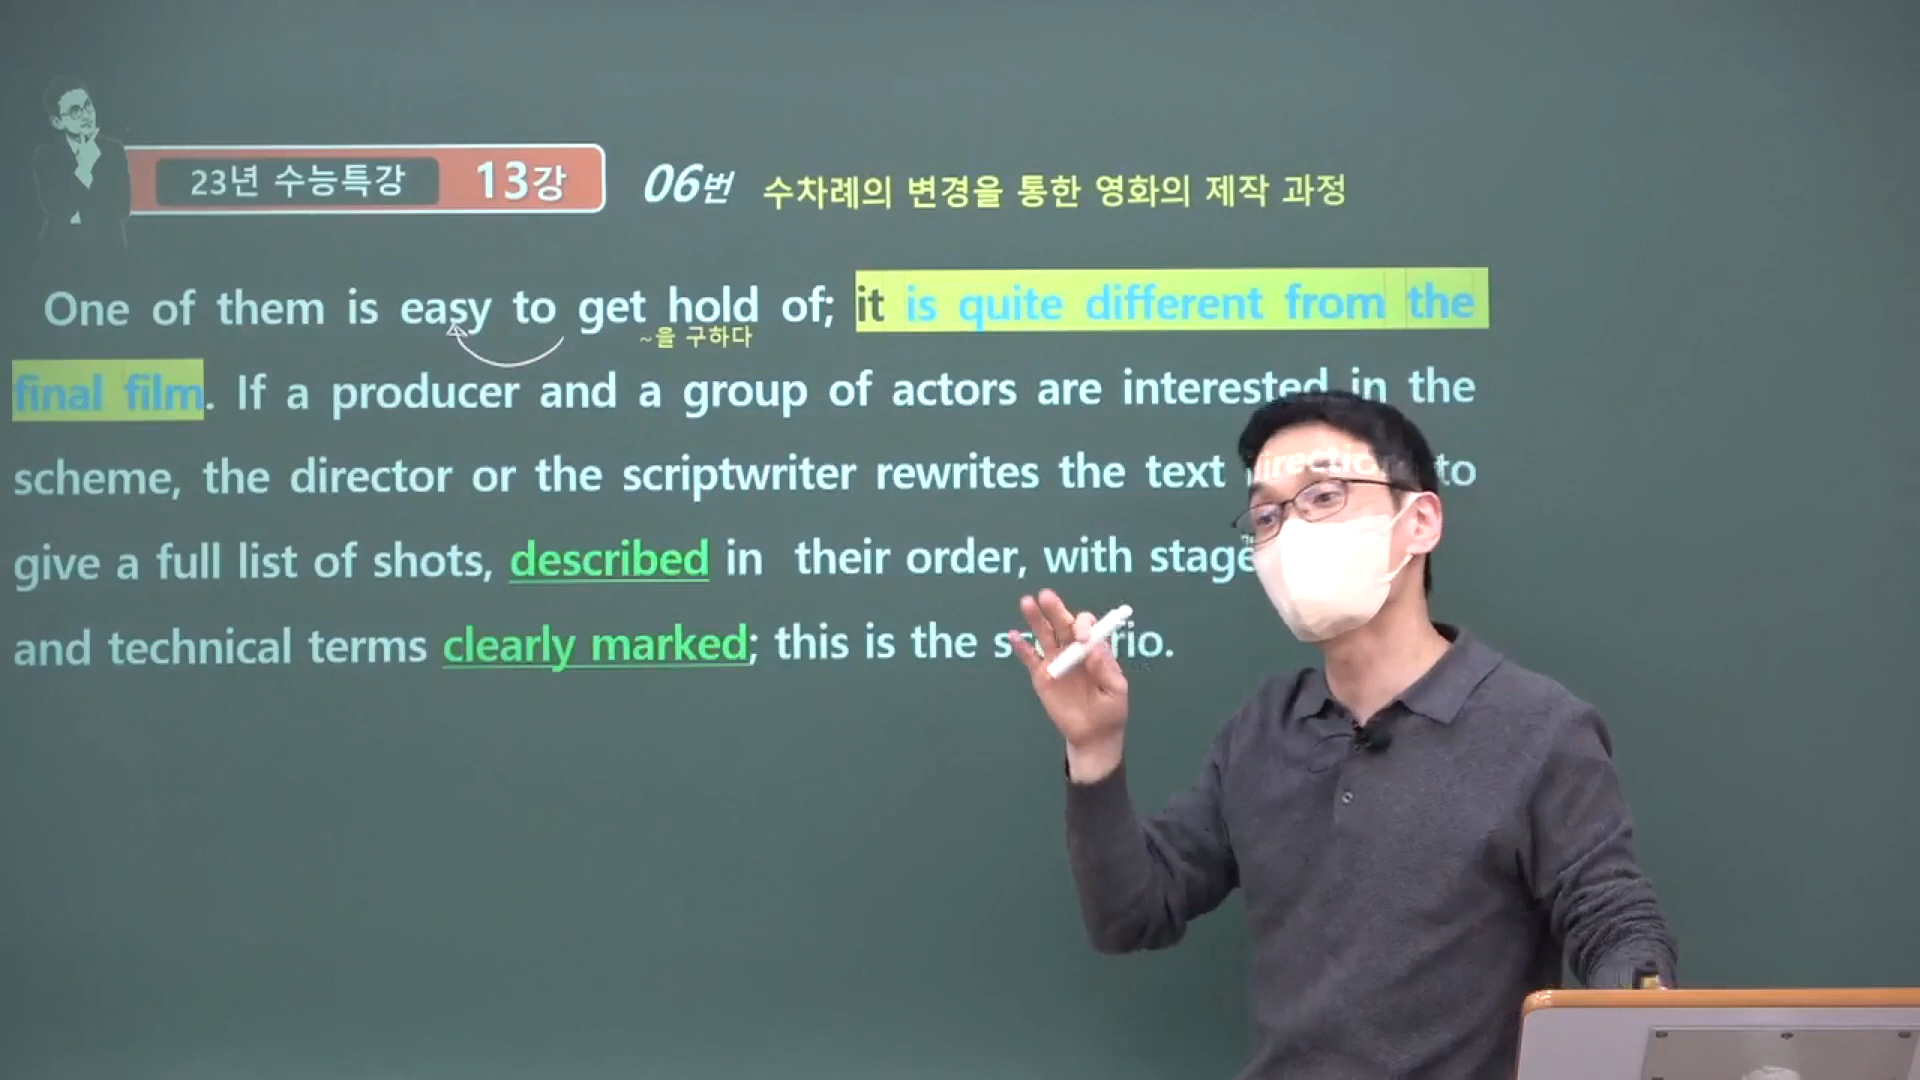 23년 수능특강 13강 06번 수차례의 변경을 통한 영화의 제작 과정
One of them is easy to get hold of; it is quite different from the
~을 구하다
final film. If a producer and a group of actors are interested in the
scheme, the director or the scriptwriter rewrites the text to
give a full list of shots, described in their order, with stage
and technical terms clearly marked; this is the